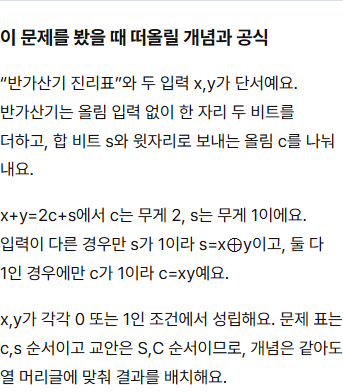 이 문제를 봤을 때 떠올릴 개념과 공식
“반가산기 진리표”와 두 입력 x,y가 단서예요.
반가산기는 올림 입력 없이 한 자리 두 비트를
더하고, 합 비트 s와 윗자리로 보내는 올림 c를 나눠
내요.
x+y=2c+s에서 c는 무게 2, s는 무게 1이에요.
입력이 다른 경우만 s가 1이라 s=x⊕y이고, 둘 다
1인 경우에만 c가 1이라 c=xy예요.
x,y가 각각 0 또는 1인 조건에서 성립해요. 문제 표는
c,s 순서이고 교안은 S,C 순서이므로, 개념은 같아도
열 머리글에 맞춰 결과를 배치해요.